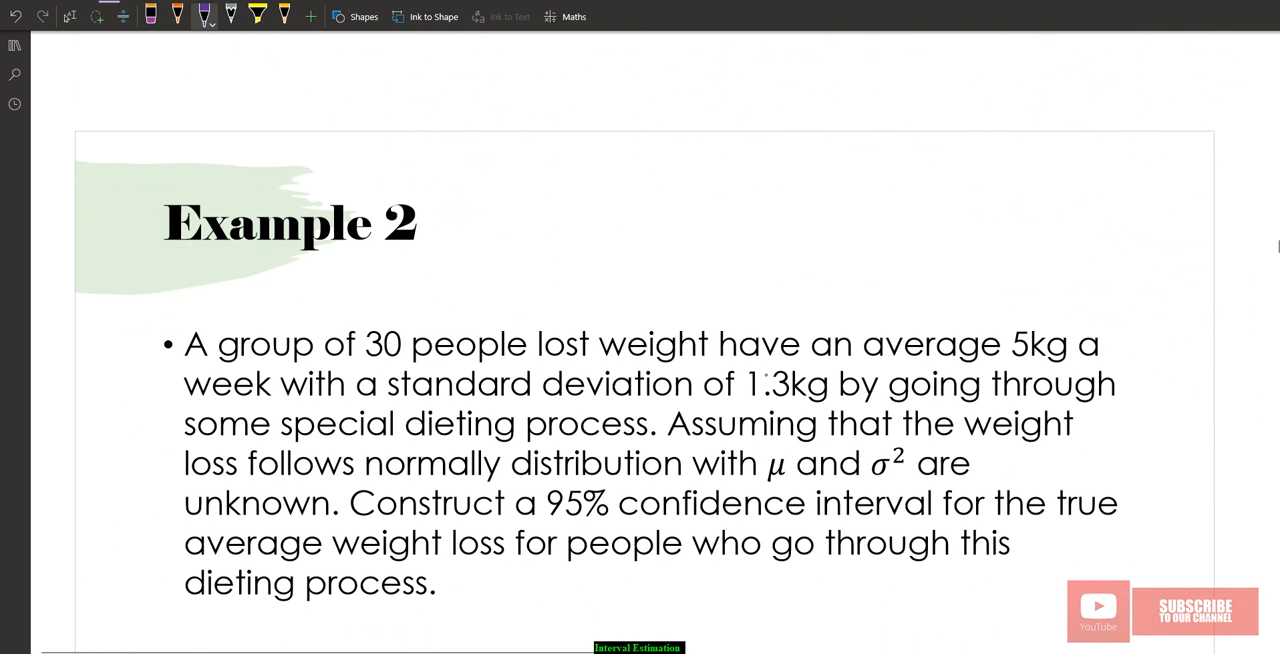 Shapes
Ink to Shape
Ink to Text
Maths
Example 2
• A group of 30 people lost weight have an average 5kg a
week with a standard deviation of 1.3kg by going through
some special dieting process. Assuming that the weight
loss follows normally distribution with μ and σ² are
unknown. Construct a 95% confidence interval for the true
average weight loss for people who go through this
dieting process.
YouTube
SUBSCRIBE
TO OUR CHANNEL
Interval Estimation